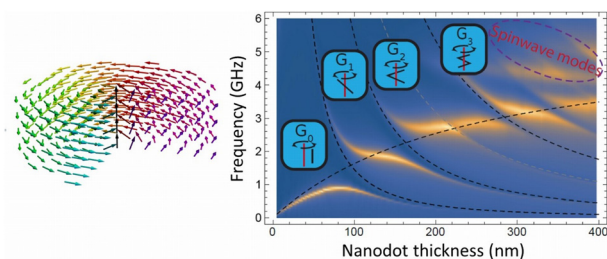 Frequency (GHz)
6
5
4
3
2
1
0
G0
G1
G2
G3
Spinwave modes
0
100
200
300
400
Nanodot thickness (nm)